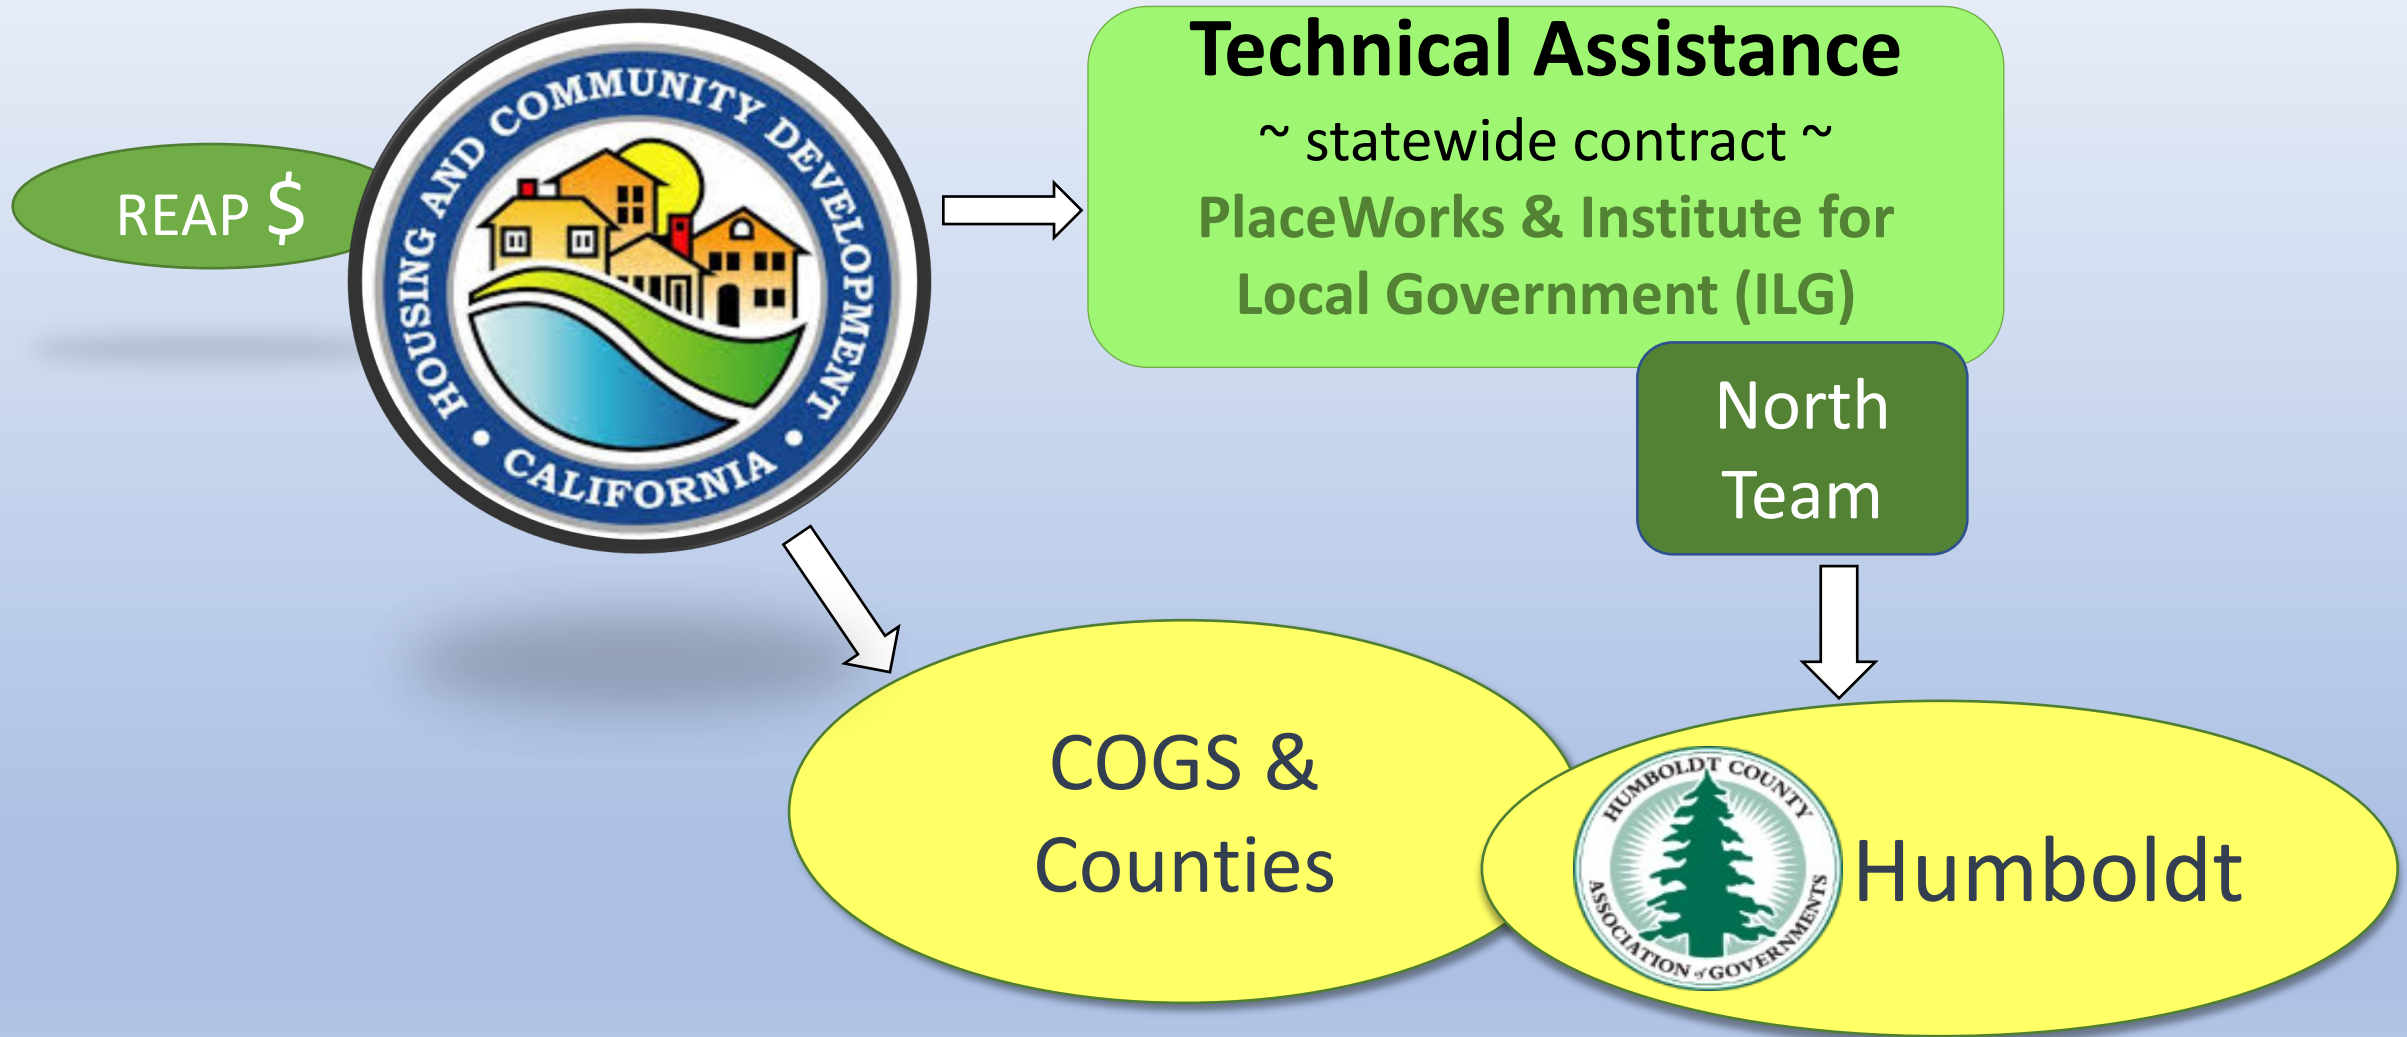 REAP $
HOUSING AND COMMUNITY DEVELOPMENT
• CALIFORNIA •
Technical Assistance
~ statewide contract ~
PlaceWorks & Institute for
Local Government (ILG)
North
Team
COGS &
Counties
HUMBOLDT COUNTY
ASSOCIATION of GOVERNMENTS
Humboldt